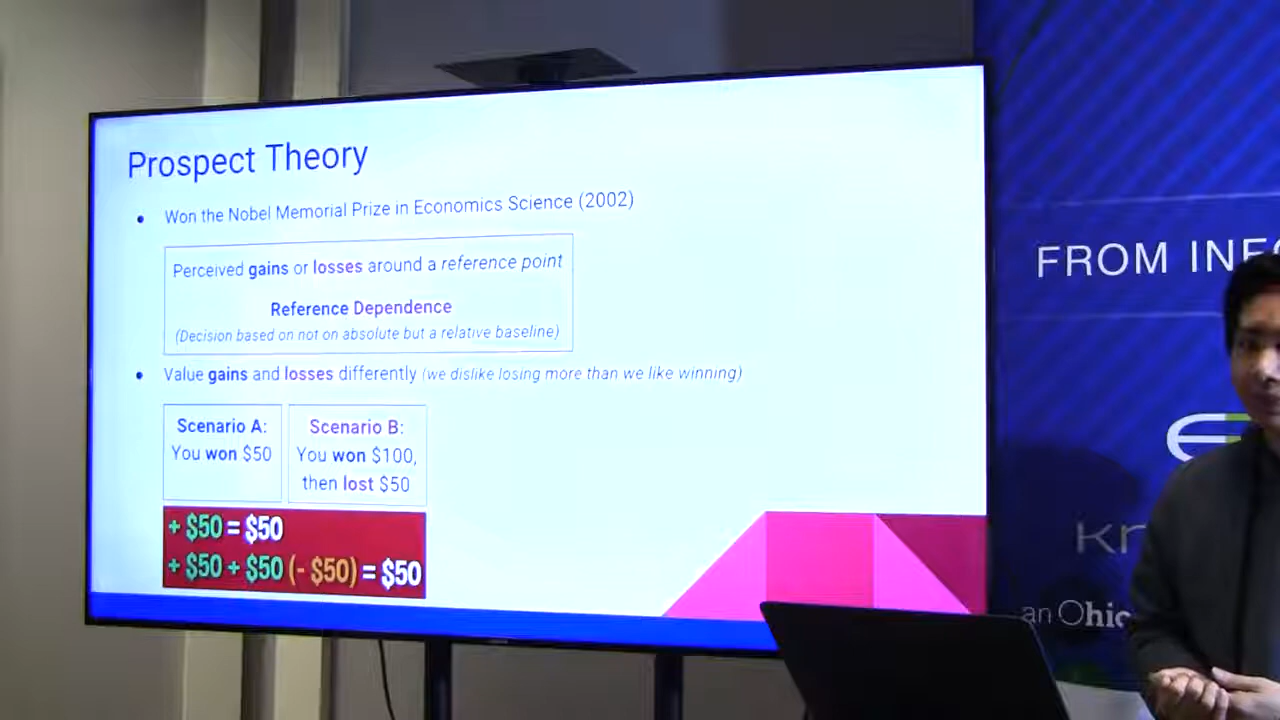 Prospect Theory
• Won the Nobel Memorial Prize in Economics Science (2002)
Perceived gains or losses around a reference point
Reference Dependence
(Decision based on not on absolute but a relative baseline)
• Value gains and losses differently (we dislike losing more than we like winning)
Scenario A:
You won $50
Scenario B:
You won $100,
then lost $50
+ $50 = $50
+ $50 + $50 (- $50) = $50
FROM
an